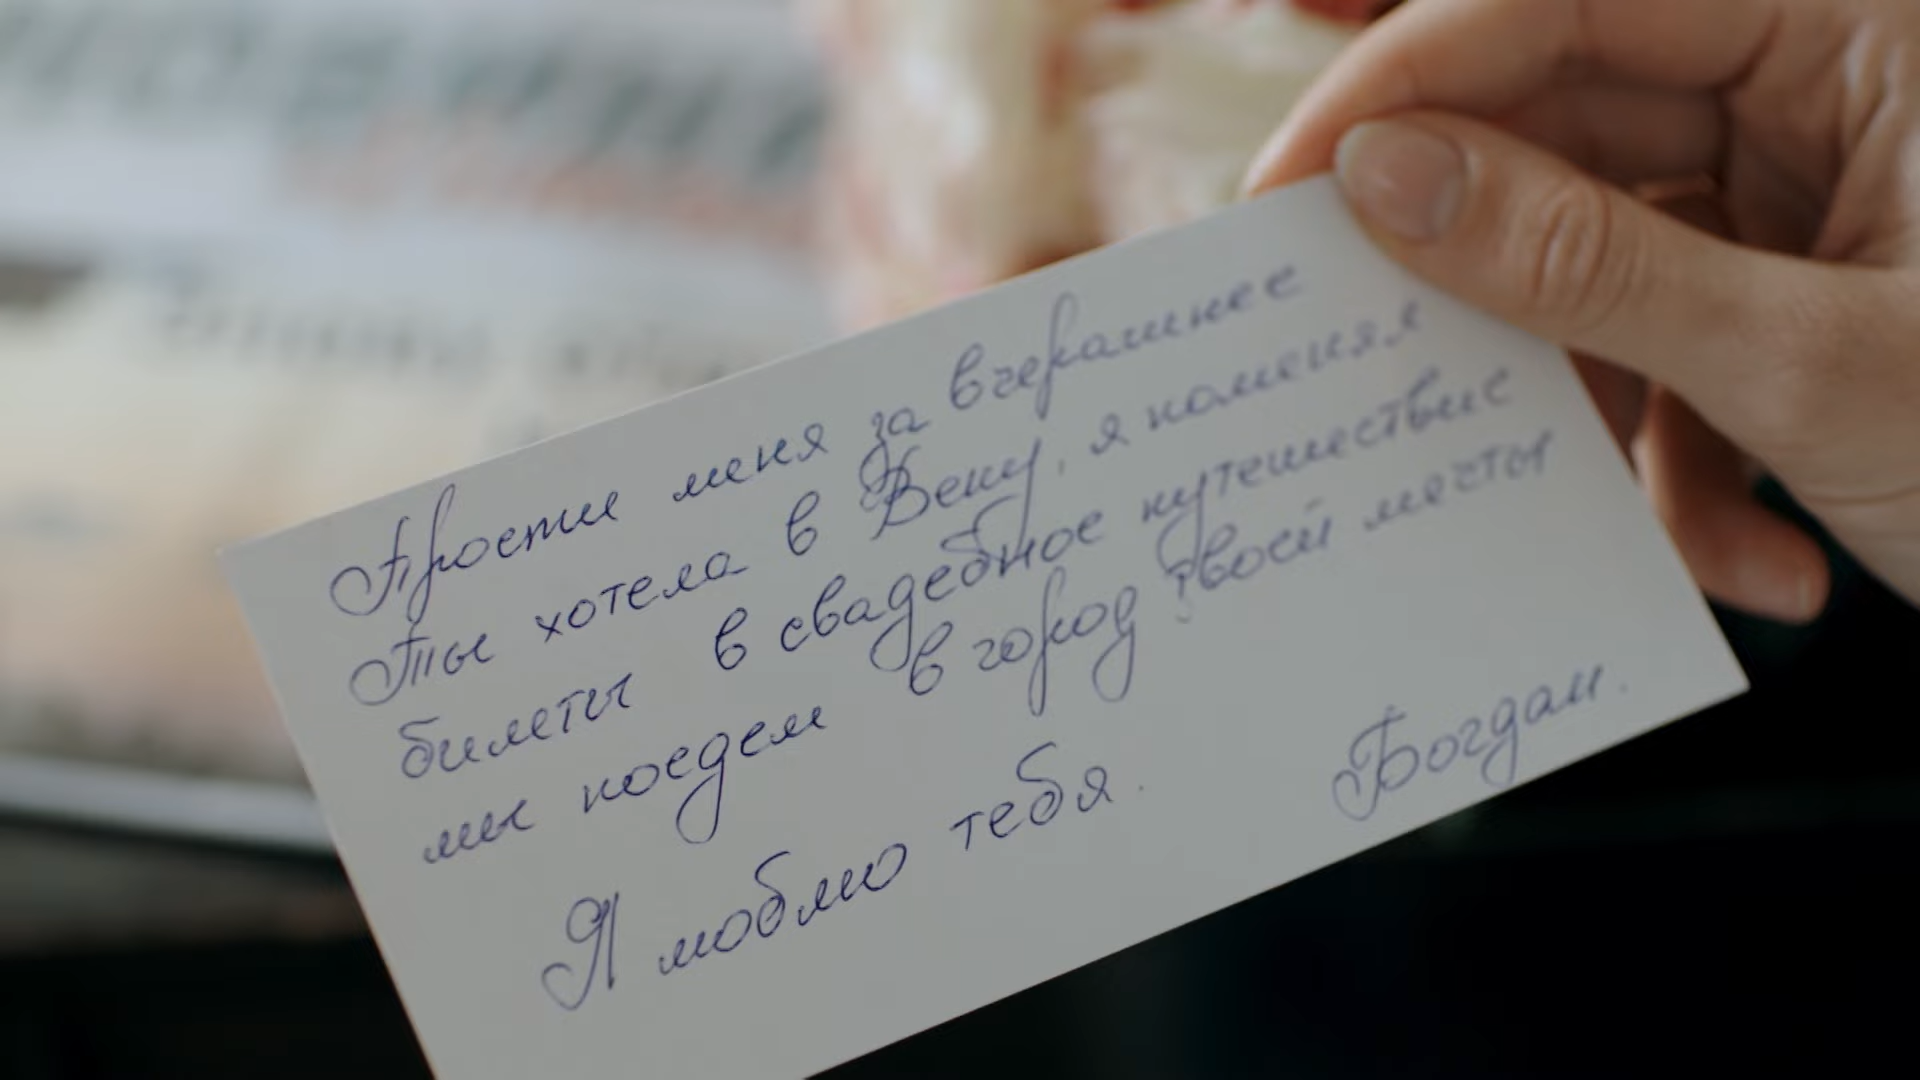 Прости меня за вчерашнее
Ты хотела в Вену, я поменял
билеты в свадебное путешествие
мы поедем в город твоей мечты
Я люблю тебя.
Богдан.